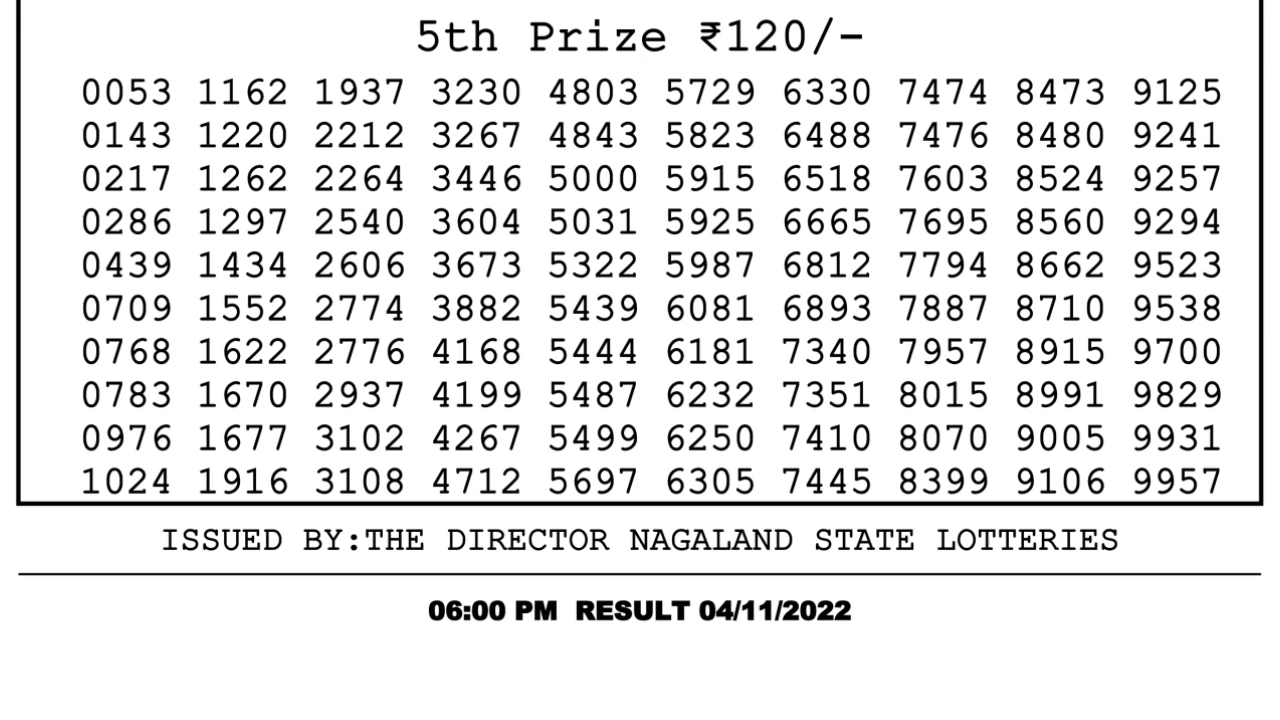 5th Prize ₹120/-
0053 1162 1937 3230 4803 5729 6330 7474 8473 9125
0143 1220 2212 3267 4843 5823 6488 7476 8480 9241
0217 1262 2264 3446 5000 5915 6518 7603 8524 9257
0286 1297 2540 3604 5031 5925 6665 7695 8560 9294
0439 1434 2606 3673 5322 5987 6812 7794 8662 9523
0709 1552 2774 3882 5439 6081 6893 7887 8710 9538
0768 1622 2776 4168 5444 6181 7340 7957 8915 9700
0783 1670 2937 4199 5487 6232 7351 8015 8991 9829
0976 1677 3102 4267 5499 6250 7410 8070 9005 9931
1024 1916 3108 4712 5697 6305 7445 8399 9106 9957
ISSUED BY:THE DIRECTOR NAGALAND STATE LOTTERIES
06:00 PM RESULT 04/11/2022